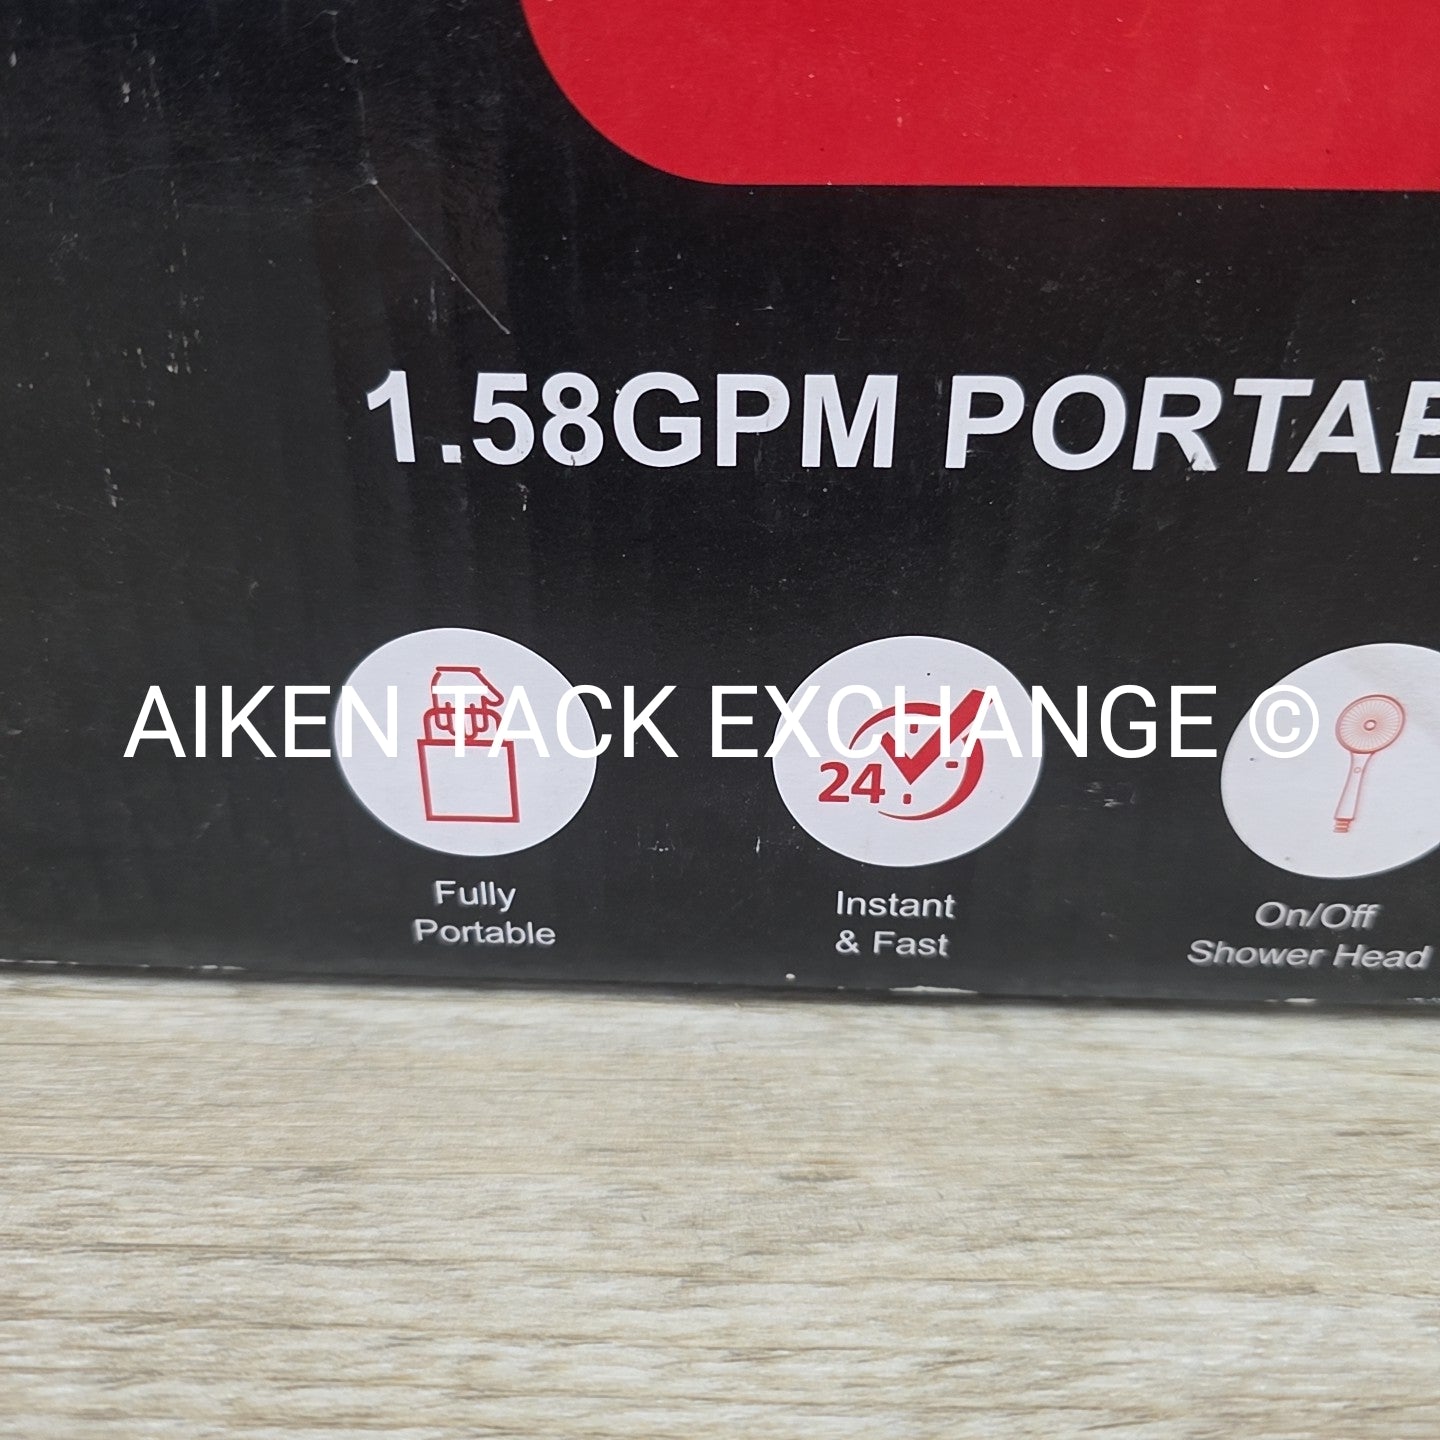 1.58GPM PORTAB
AIKEN TACK EXCHANGE ©
24
Fully
Portable
Instant
& Fast
On/Off
Shower Head